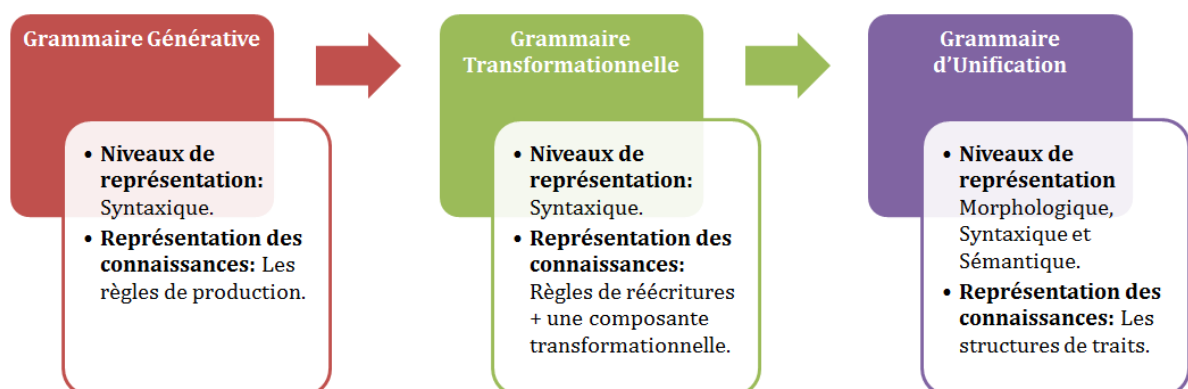 Grammaire Générative
• Niveaux de
représentation:
Syntaxique.
• Représentation des
connaissances: Les
règles de production.
Grammaire
Transformationnelle
• Niveaux de
représentation:
Syntaxique.
• Représentation des
connaissances:
Règles de réécritures
+ une composante
transformationnelle.
Grammaire
d'Unification
• Niveaux de
représentation
Morphologique,
Syntaxique et
Sémantique.
• Représentation des
connaissances: Les
structures de traits.